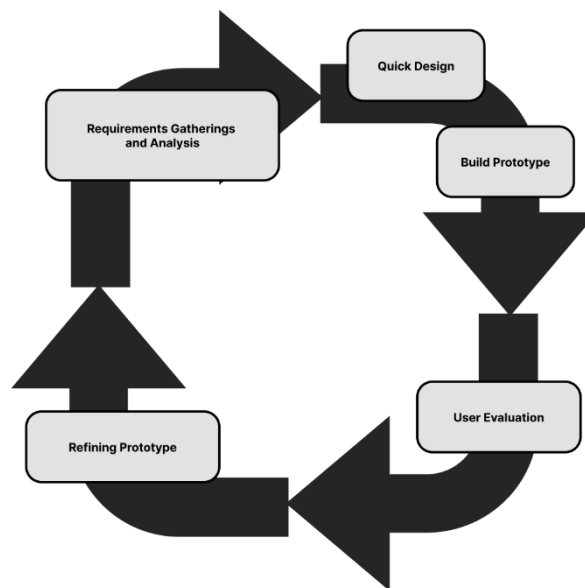 Quick Design
Requirements Gatherings
and Analysis
Build Prototype
User Evaluation
Refining Prototype